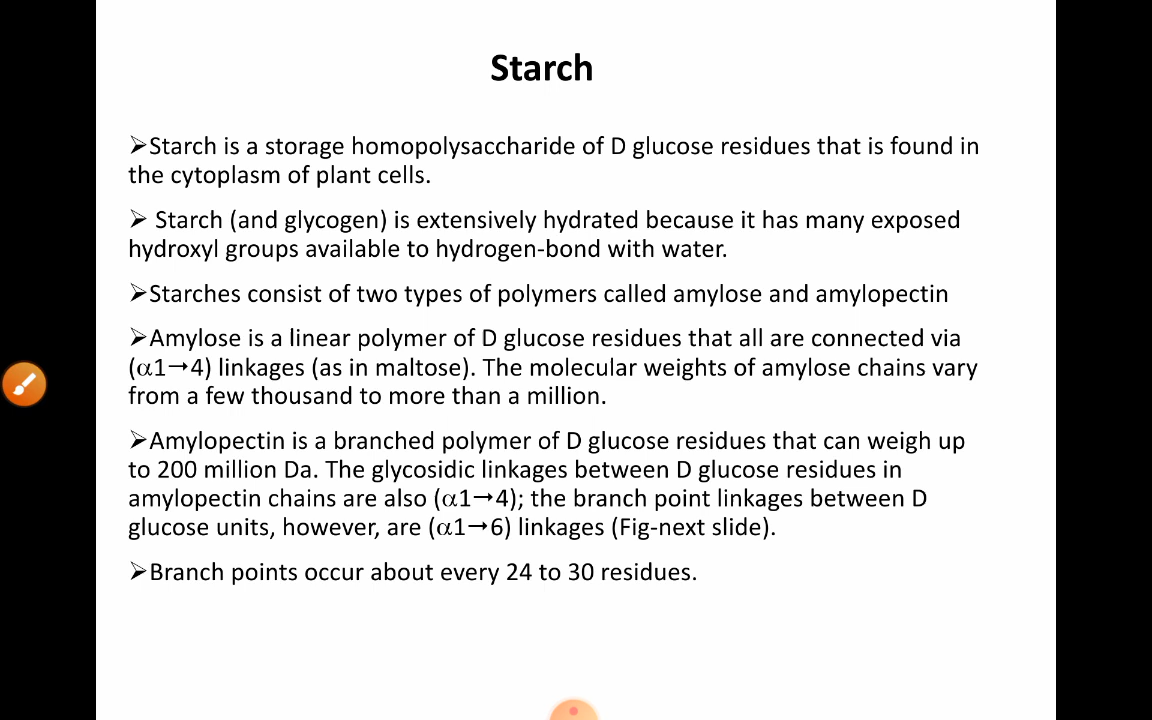 Starch
➢Starch is a storage homopolysaccharide of D glucose residues that is found in
the cytoplasm of plant cells.
➢ Starch (and glycogen) is extensively hydrated because it has many exposed
hydroxyl groups available to hydrogen-bond with water.
➢Starches consist of two types of polymers called amylose and amylopectin
➢Amylose is a linear polymer of D glucose residues that all are connected via
(α1→4) linkages (as in maltose). The molecular weights of amylose chains vary
from a few thousand to more than a million.
➢Amylopectin is a branched polymer of D glucose residues that can weigh up
to 200 million Da. The glycosidic linkages between D glucose residues in
amylopectin chains are also (α1→4); the branch point linkages between D
glucose units, however, are (α1→6) linkages (Fig-next slide).
➢Branch points occur about every 24 to 30 residues.